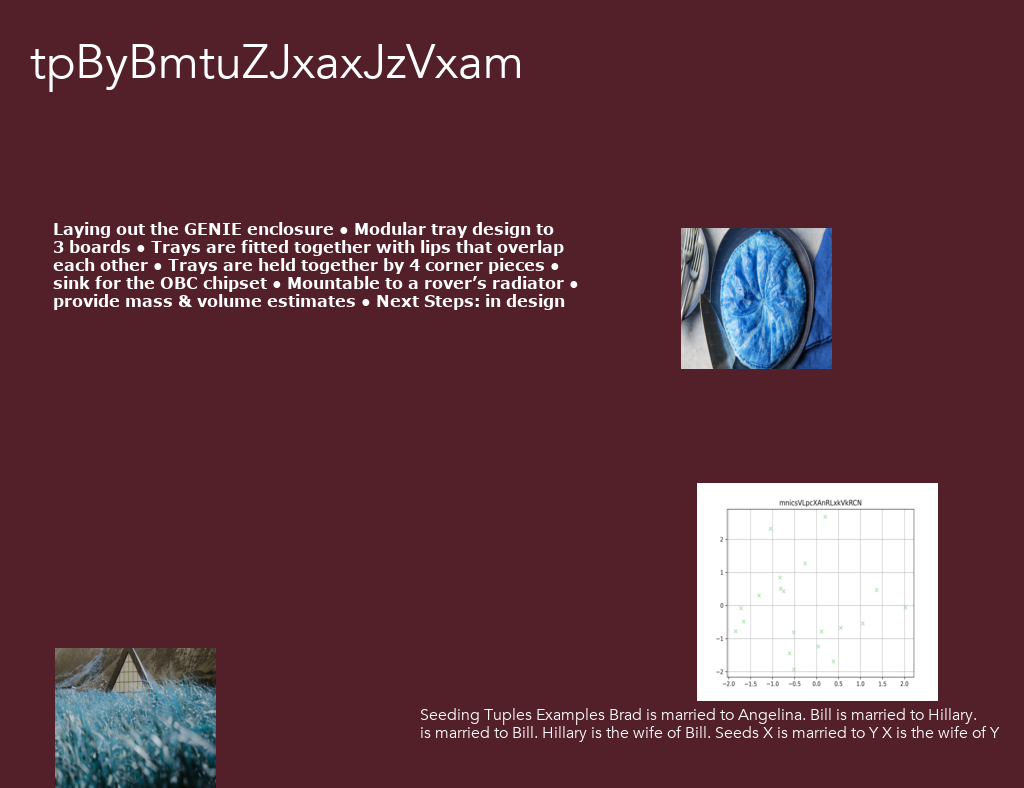 tpByBmtuZJxaxJzVxam
Laying out the GENIE enclosure ● Modular tray design to
3 boards ● Trays are fitted together with lips that overlap
each other ● Trays are held together by 4 corner pieces ●
sink for the OBC chipset ● Mountable to a rover’s radiator ●
provide mass & volume estimates ● Next Steps: in design
mnicsVLpcXAnRLxkVkRCN
2
1
0
−1
−2
−2.0 −1.5 −1.0 −0.5 0.0 0.5 1.0 1.5 2.0
Seeding Tuples Examples Brad is married to Angelina. Bill is married to Hillary.
is married to Bill. Hillary is the wife of Bill. Seeds X is married to Y X is the wife of Y